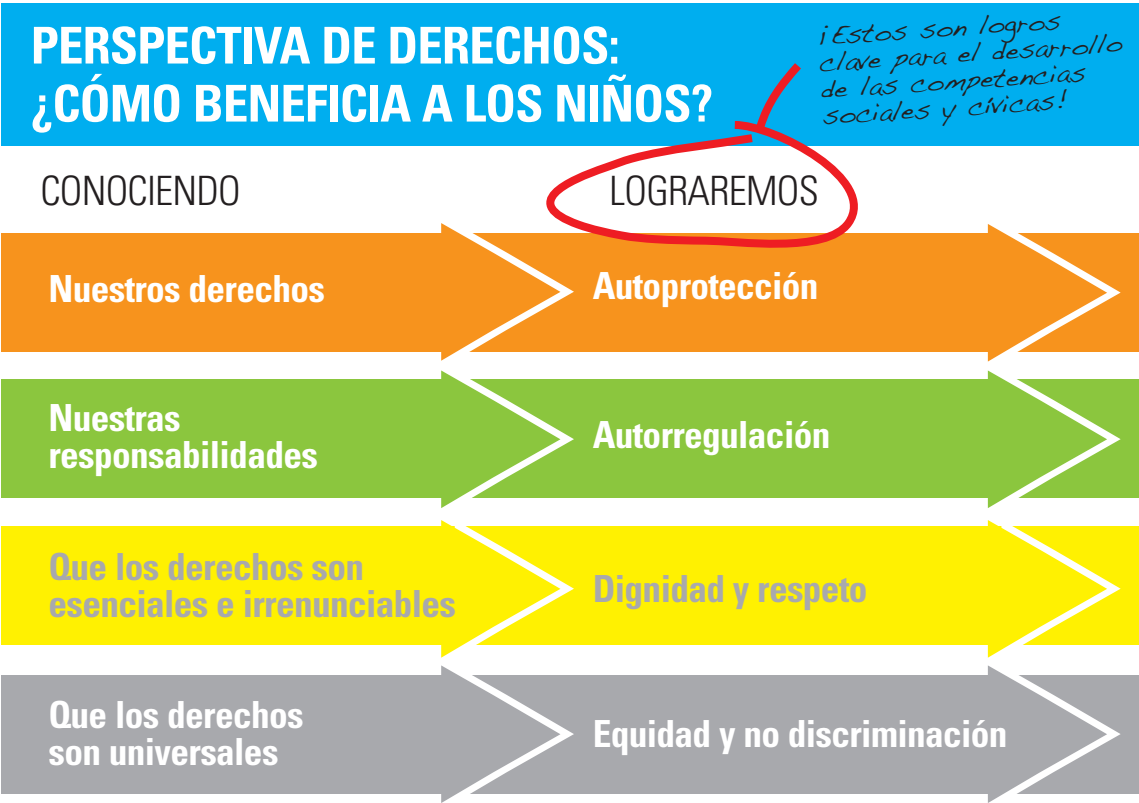 PERSPECTIVA DE DERECHOS:
¿CÓMO BENEFICIA A LOS NIÑOS?
¡Estos son logros
clave para el desarrollo
de las competencias
sociales y cívicas!
CONOCIENDO
LOGRAREMOS
Nuestros derechos
Autoprotección
Nuestras
responsabilidades
Autorregulación
Que los derechos son
esenciales e irrenunciables
Dignidad y respeto
Que los derechos
son universales
Equidad y no discriminación